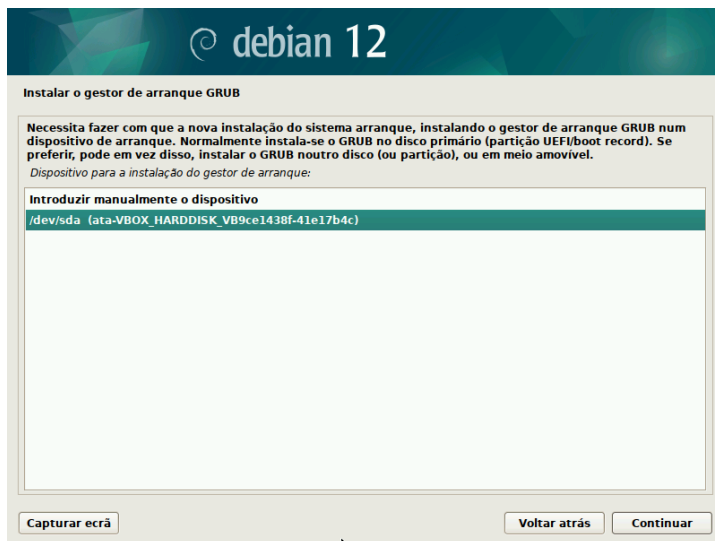 debian 12
Instalar o gestor de arranque GRUB
Necessita fazer com que a nova instalação do sistema arranque, instalando o gestor de arranque GRUB num
dispositivo de arranque. Normalmente instala-se o GRUB no disco primário (partição UEFI/boot record). Se
preferir, pode em vez disso, instalar o GRUB noutro disco (ou partição), ou em meio amovível.
Dispositivo para a instalação do gestor de arranque:
Introduzir manualmente o dispositivo
/dev/sda (ata-VBOX_HARDDISK_VB9ce1438f-41e17b4c)
Capturar ecrã
Voltar atrás
Continuar